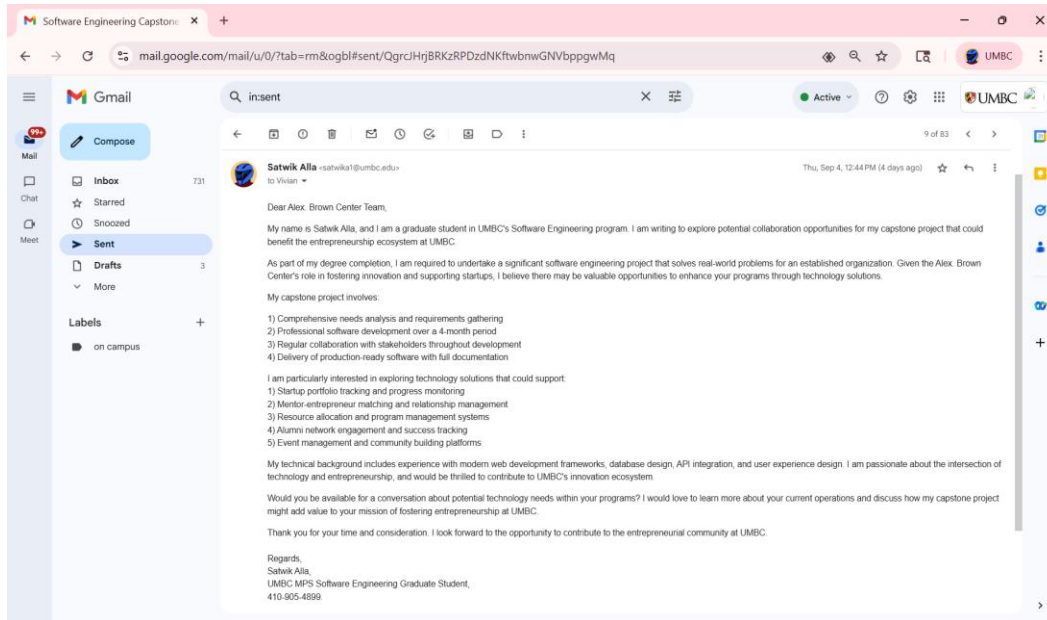 Software Engineering Capstone
mail.google.com/mail/u/0/?tab=rm&ogbl#sent/QgrcJHrjBRKzRPDzdNKftwbnwGNVbppgwMq
UMBC
Gmail
in:sent
Active
UMBC
99+
Mail
Chat
Meet
Compose
Inbox 731
Starred
Snoozed
Sent
Drafts 3
More
Labels
on campus
9 of 83
Satwik Alla <satwika1@umbc.edu>
Thu, Sep 4, 12:44 PM (4 days ago)
to Vivian
Dear Alex. Brown Center Team,
My name is Satwik Alla, and I am a graduate student in UMBC's Software Engineering program. I am writing to explore potential collaboration opportunities for my capstone project that could
benefit the entrepreneurship ecosystem at UMBC.
As part of my degree completion, I am required to undertake a significant software engineering project that solves real-world problems for an established organization. Given the Alex. Brown
Center's role in fostering innovation and supporting startups, I believe there may be valuable opportunities to enhance your programs through technology solutions.
My capstone project involves:
1) Comprehensive needs analysis and requirements gathering
2) Professional software development over a 4-month period
3) Regular collaboration with stakeholders throughout development
4) Delivery of production-ready software with full documentation
I am particularly interested in exploring technology solutions that could support:
1) Startup portfolio tracking and progress monitoring
2) Mentor-entrepreneur matching and relationship management
3) Resource allocation and program management systems
4) Alumni network engagement and success tracking
5) Event management and community building platforms
My technical background includes experience with modern web development frameworks, database design, API integration, and user experience design. I am passionate about the intersection of
technology and entrepreneurship, and would be thrilled to contribute to UMBC's innovation ecosystem.
Would you be available for a conversation about potential technology needs within your programs? I would love to learn more about your current operations and discuss how my capstone project
might add value to your mission of fostering entrepreneurship at UMBC.
Thank you for your time and consideration. I look forward to the opportunity to contribute to the entrepreneurial community at UMBC.
Regards,
Satwik Alla,
UMBC MPS Software Engineering Graduate Student,
410-905-4899.